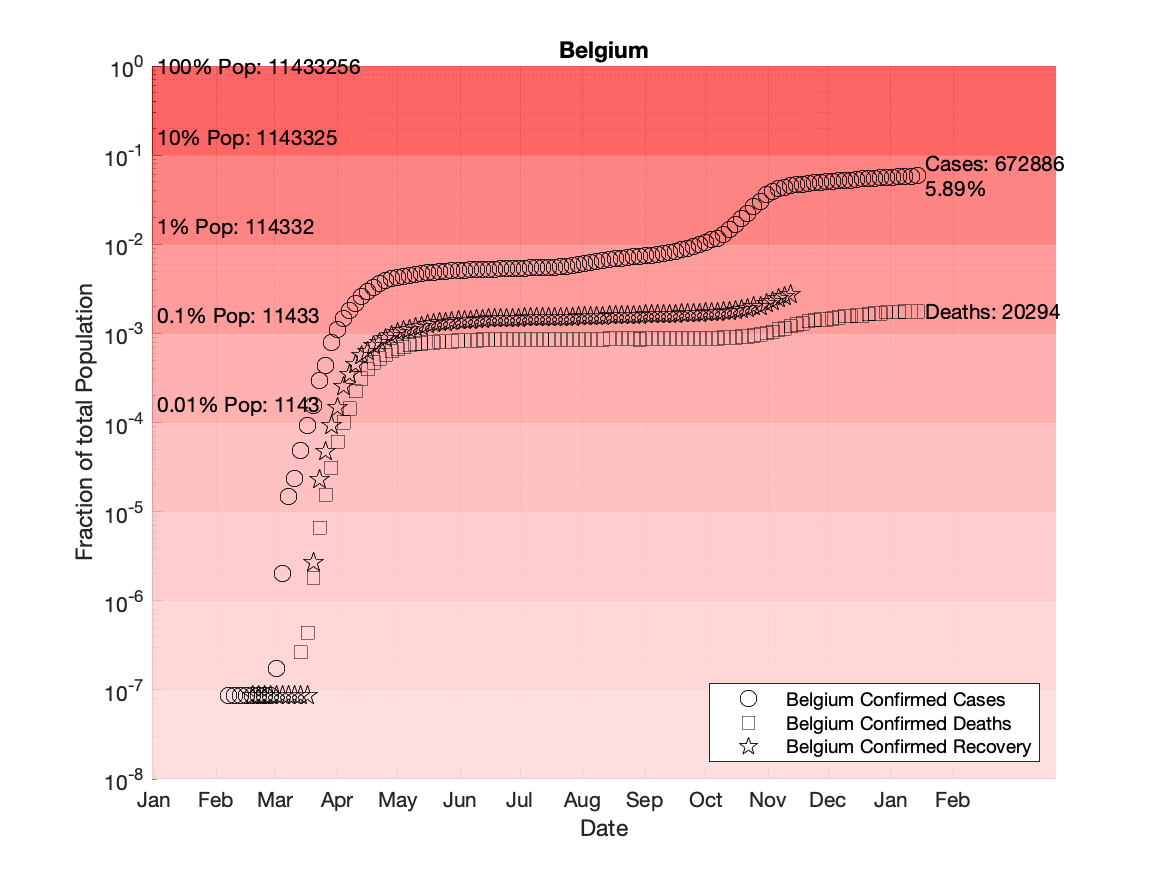 Belgium
Fraction of total Population
10^0
10^-1
10^-2
10^-3
10^-4
10^-5
10^-6
10^-7
10^-8
100% Pop: 11433256
10% Pop: 1143325
1% Pop: 114332
0.1% Pop: 11433
0.01% Pop: 1143
Cases: 672886
5.89%
Deaths: 20294
Belgium Confirmed Cases
Belgium Confirmed Deaths
Belgium Confirmed Recovery
Jan Feb Mar Apr May Jun Jul Aug Sep Oct Nov Dec Jan Feb
Date